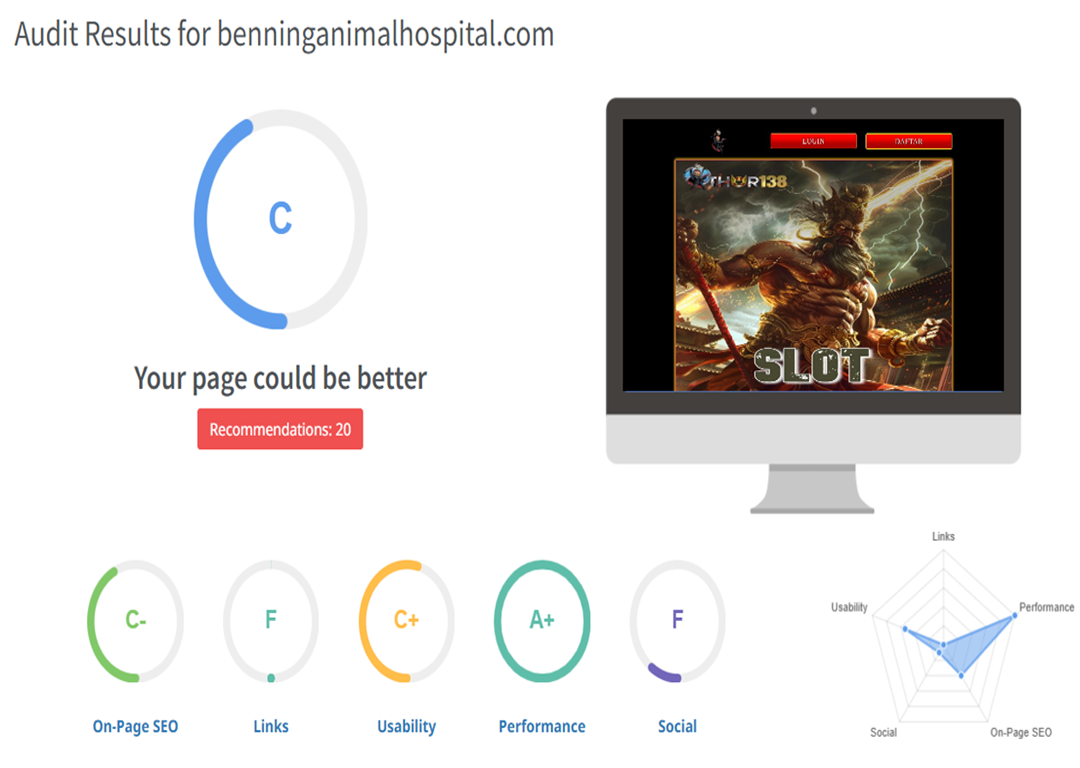 Audit Results for benninganimalhospital.com
LOGIN
DAFTAR
THOR138
SLOT
C
Your page could be better
Recommendations: 20
C-
F
C+
A+
F
On-Page SEO
Links
Usability
Performance
Social
Links
Usability
Performance
Social
On-Page SEO